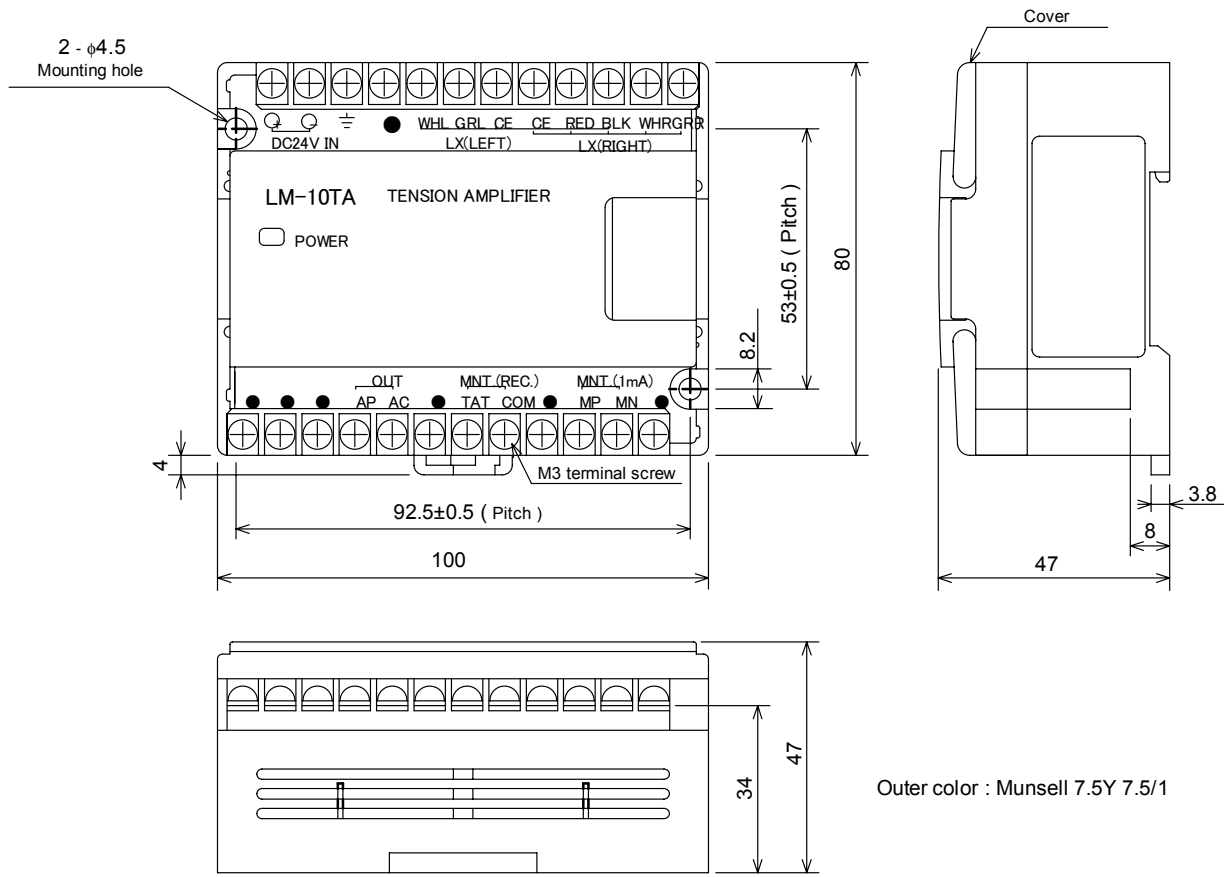 Cover
2 - ϕ4.5
Mounting hole
+ −
WHL GRL CE CE RED BLK WHR GRR
DC24V IN LX(LEFT) LX(RIGHT)
LM-10TA TENSION AMPLIFIER
POWER
53±0.5 ( Pitch )
80
8.2
OUT MNT.(REC.) MNT.(1mA)
AP AC TAT COM MP MN
4
M3 terminal screw
92.5±0.5 ( Pitch )
100
3.8
8
47
34
47
Outer color : Munsell 7.5Y 7.5/1